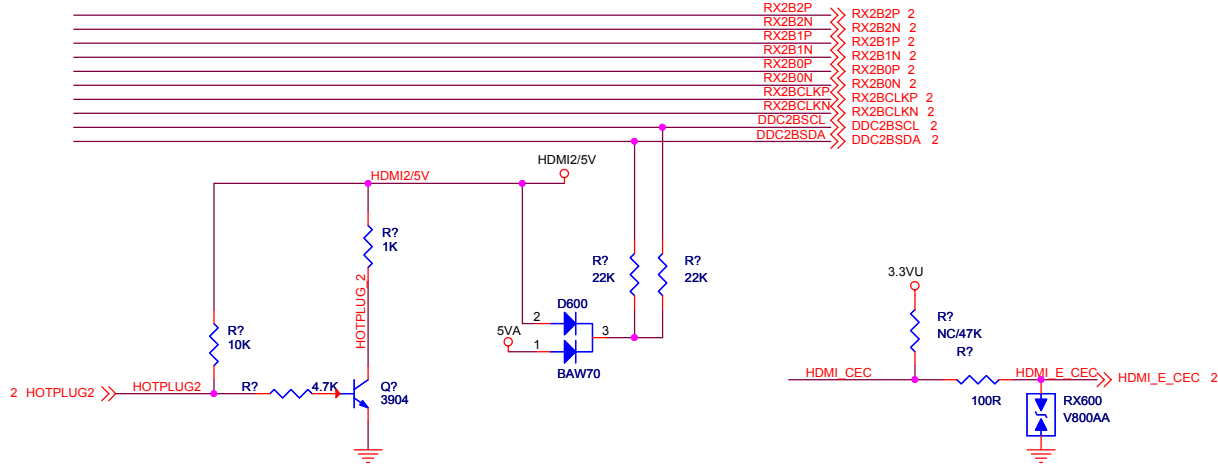 RX2B2P RX2B2P 2
RX2B2N RX2B2N 2
RX2B1P RX2B1P 2
RX2B1N RX2B1N 2
RX2B0P RX2B0P 2
RX2B0N RX2B0N 2
RX2BCLKP RX2BCLKP 2
RX2BCLKN RX2BCLKN 2
DDC2BSCL DDC2BSCL 2
DDC2BSDA DDC2BSDA 2
HDMI2/5V
HDMI2/5V
R?
1K
HOTPLUG_2
R?
10K
2 HOTPLUG2
HOTPLUG2
R?
4.7K
Q?
3904
R?
22K
R?
22K
D600
2
5VA
1
3
BAW70
3.3VU
R?
NC/47K
R?
HDMI_CEC
100R
HDMI_E_CEC
HDMI_E_CEC 2
RX600
V800AA